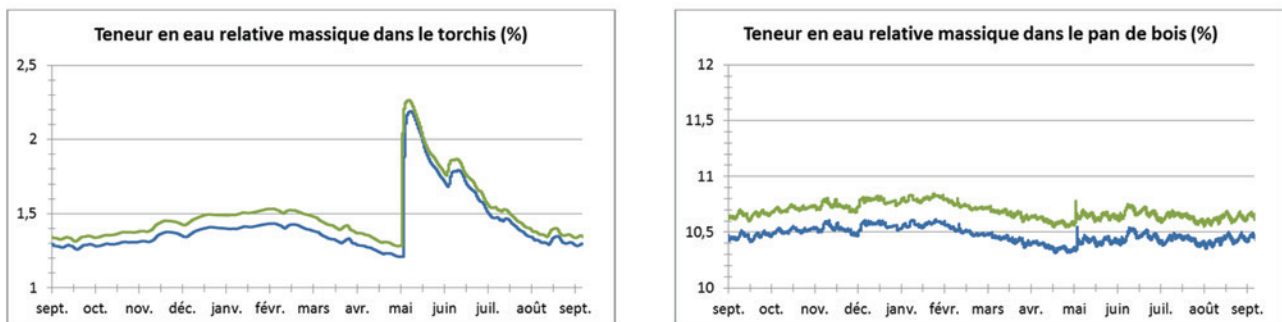 Teneur en eau relative massique dans le torchis (%)
2,5
2
1,5
1
sept. oct. nov. déc. janv. févr. mars avr. mai juin juil. août sept.
Teneur en eau relative massique dans le pan de bois (%)
12
11,5
11
10,5
10
sept. oct. nov. déc. janv. févr. mars avr. mai juin juil. août sept.